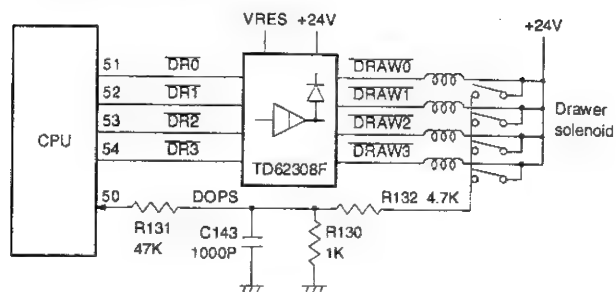 VRES +24V
+24V
51 DR0 DRAW0
52 DR1 DRAW1
CPU
53 DR2 DRAW2
Drawer
solenoid
54 DR3 DRAW3
TD62308F
50 DOPS
R132 4.7K
R131
47K
C143
1000P
R130
1K